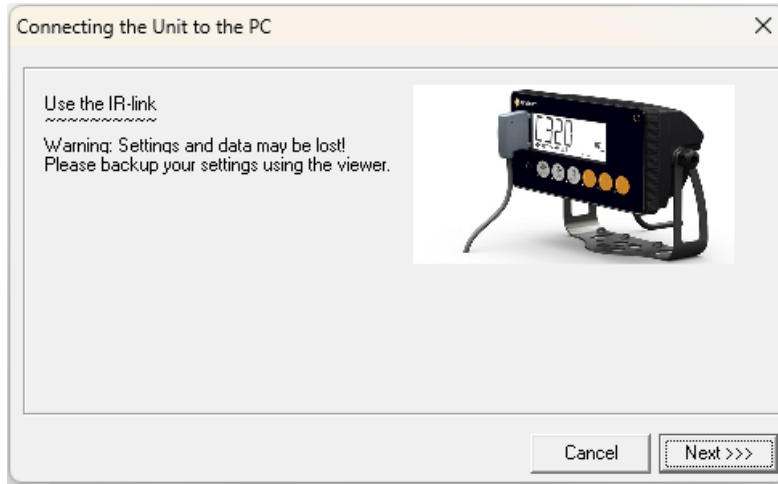 Connecting the Unit to the PC
Use the IR-link
~~~~~~~~~~
Warning: Settings and data may be lost!
Please backup your settings using the viewer.
C320
Cancel
Next >>>